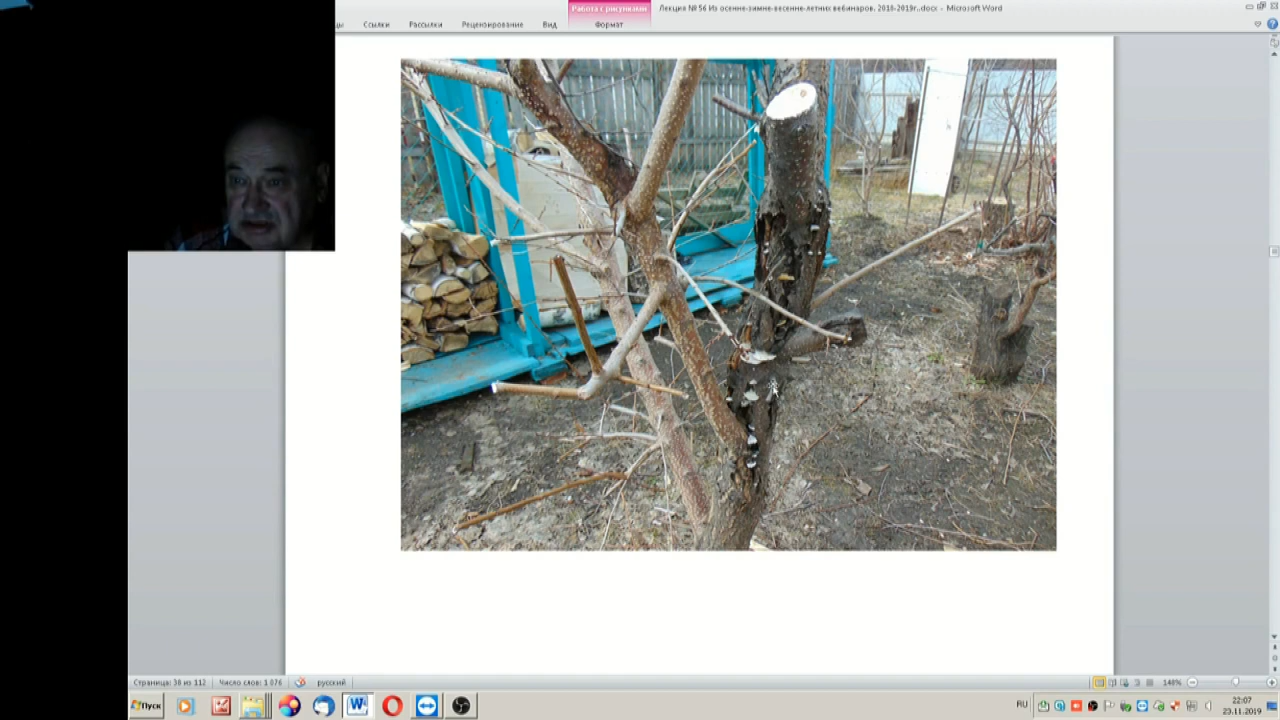 Работа с рисунками
Лекция № 56 Из осенне-зимне-весенне-летних вебинаров. 2018-2019г..docx - Microsoft Word
Ссылки Рассылки Рецензирование Вид Формат
Страница: 38 из 112 Число слов: 1 076 русский 148%
Пуск RU 22:07
23.11.2019